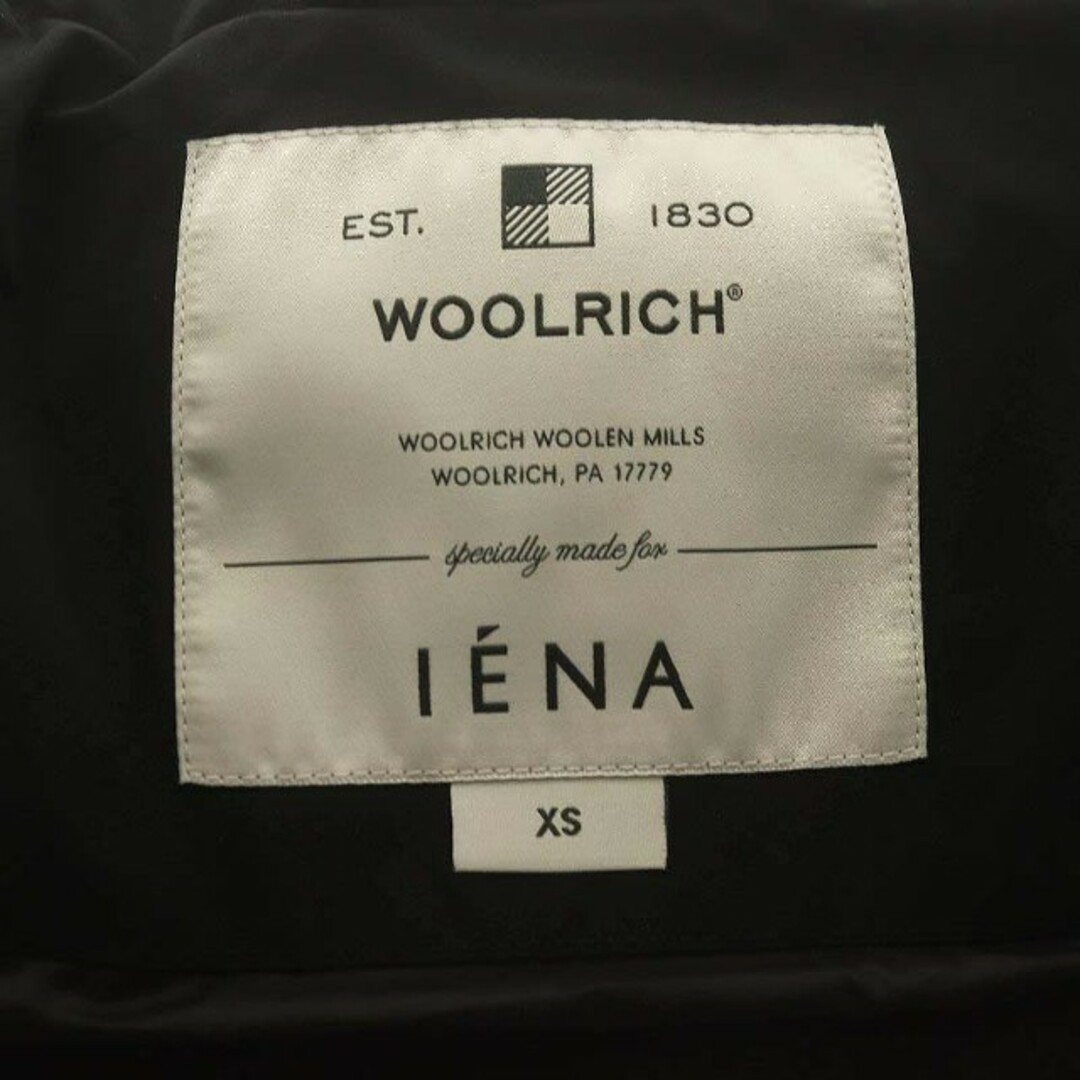 EST. 1830
WOOLRICH®
WOOLRICH WOOLEN MILLS
WOOLRICH, PA 17779
specially made for
IÉNA
XS